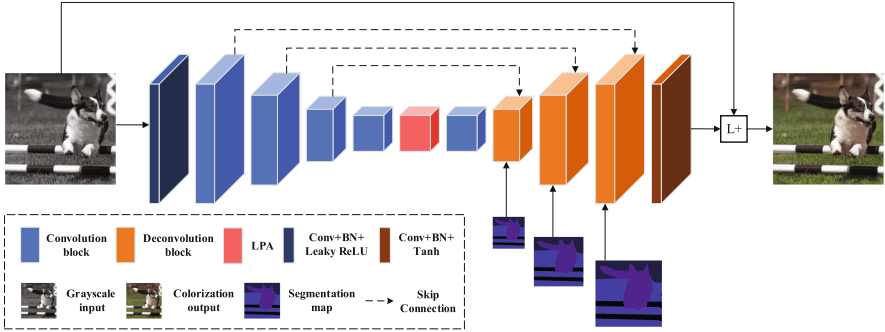 L+
Convolution
block
Deconvolution
block
LPA
Conv+BN+
Leaky ReLU
Conv+BN+
Tanh
Grayscale
input
Colorization
output
Segmentation
map
Skip
Connection